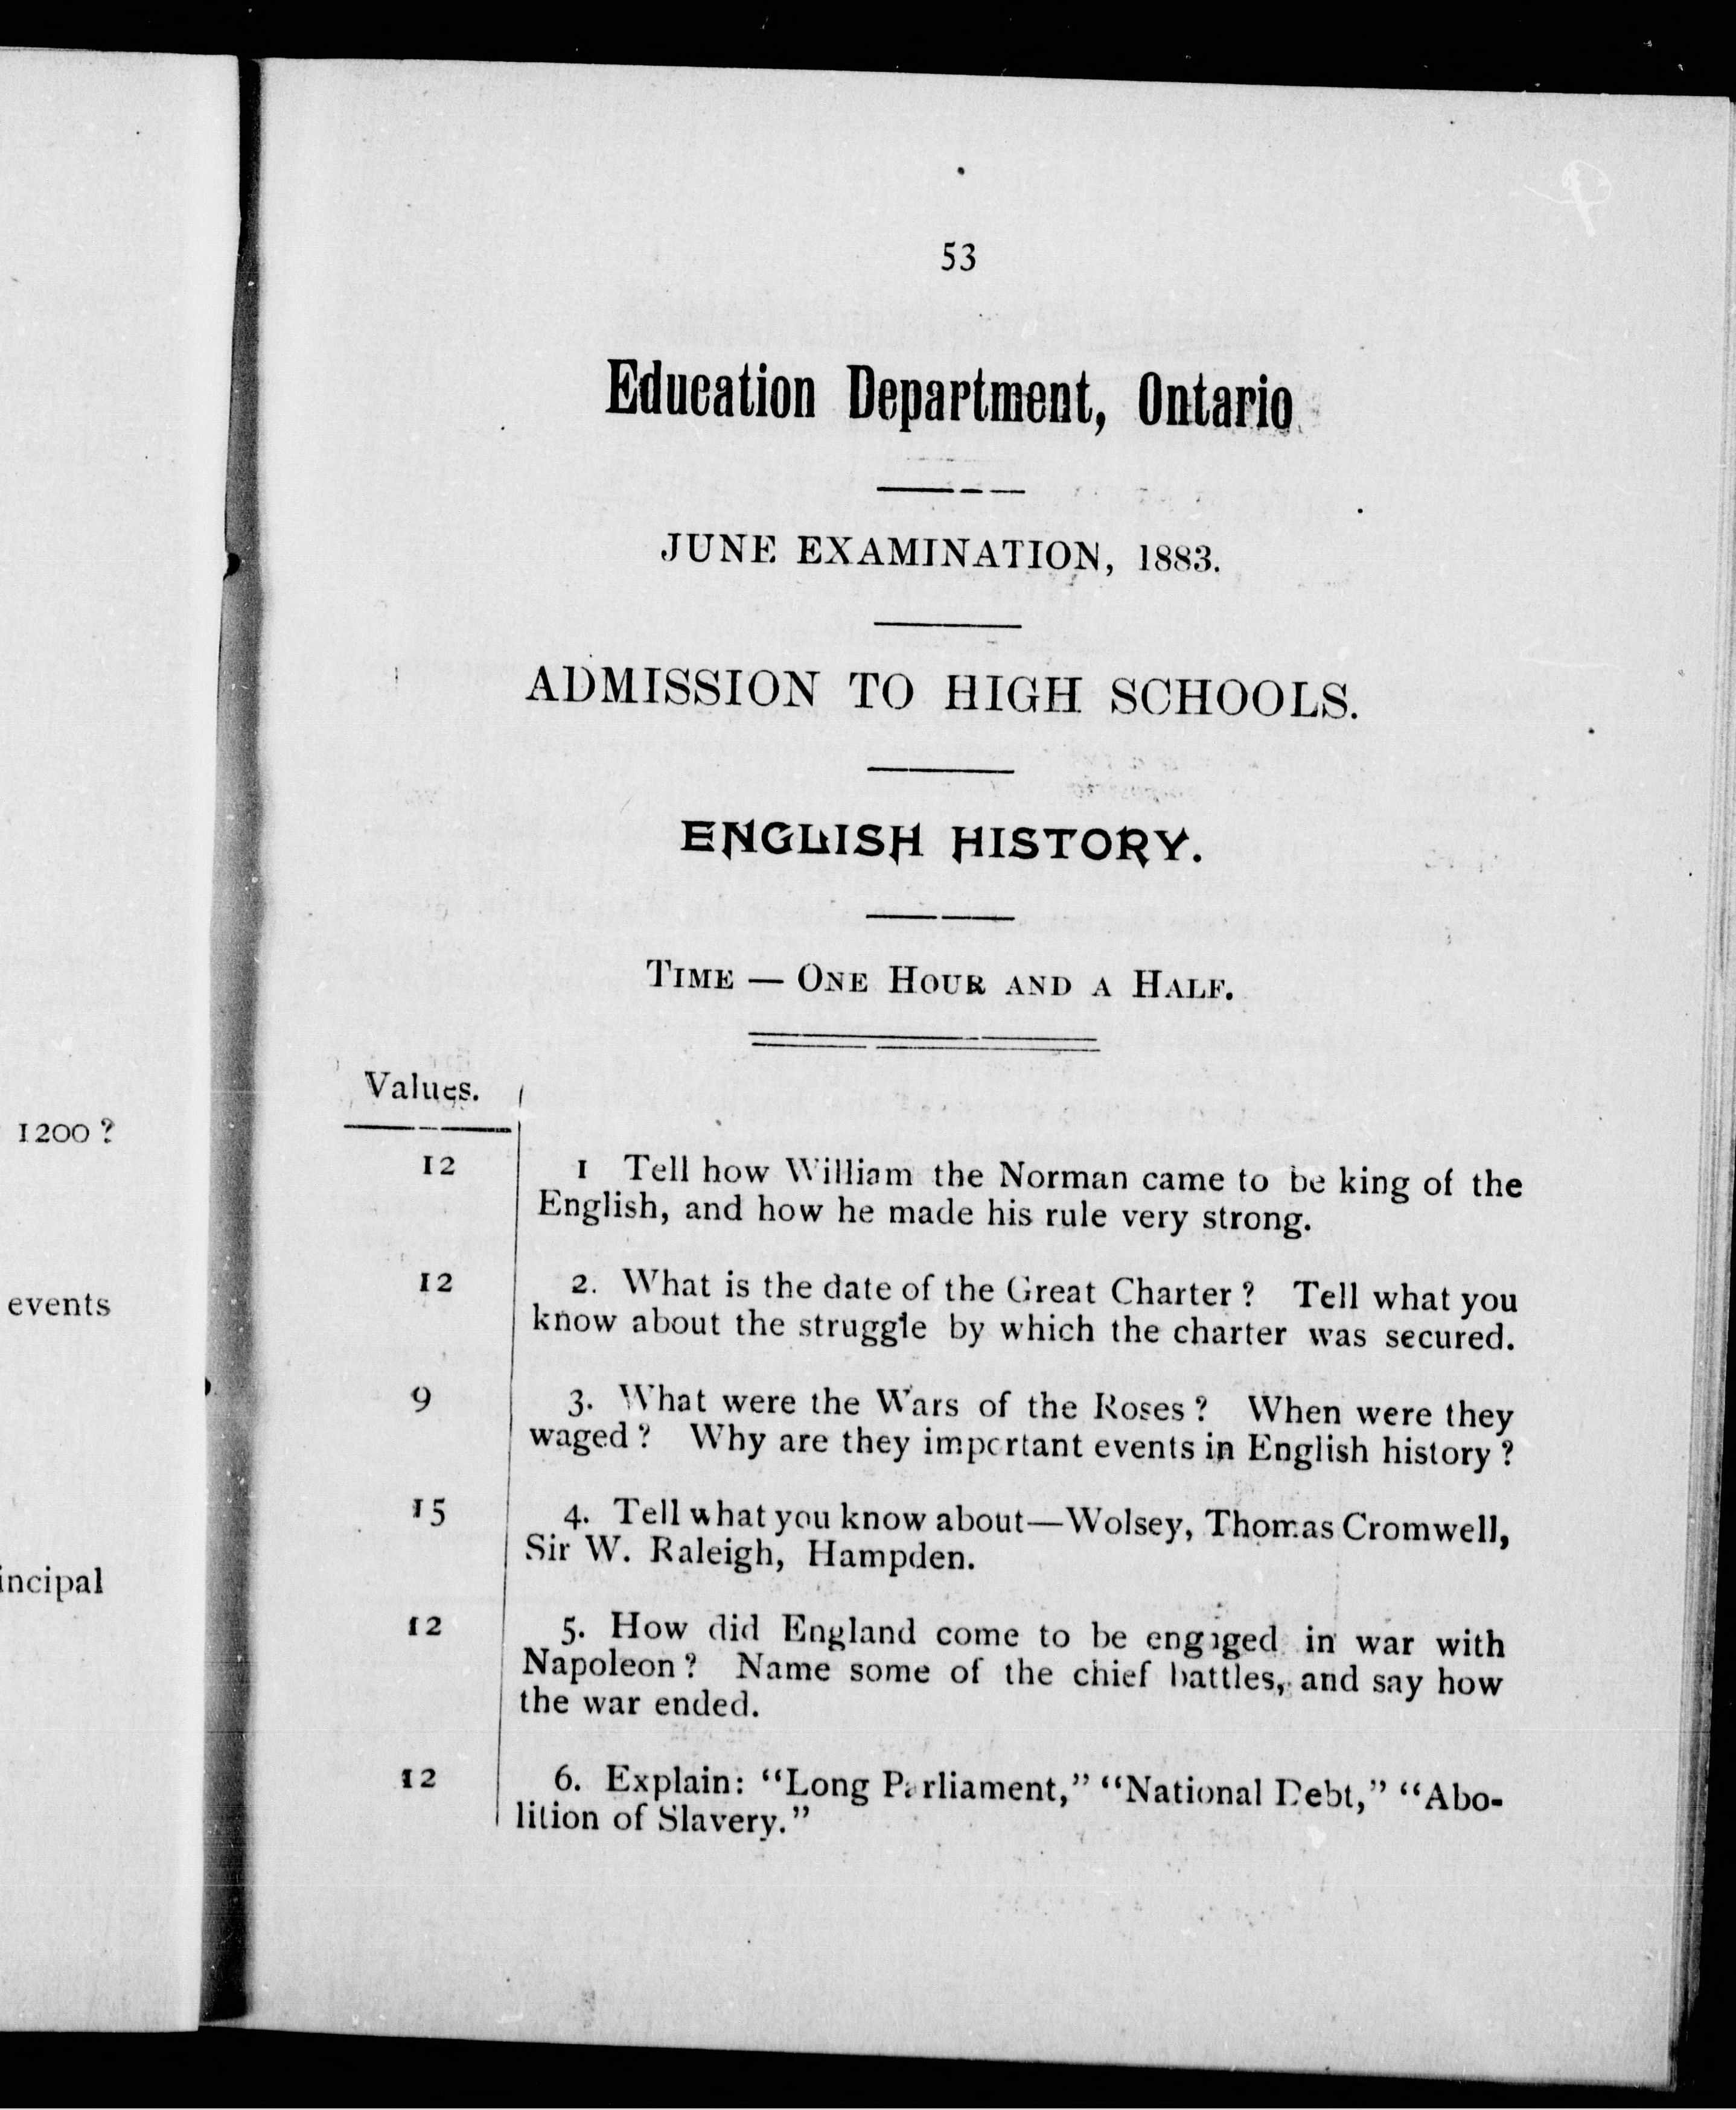 1200 ?
events
incipal
53
Education Department, Ontario
JUNE EXAMINATION, 1883.
ADMISSION TO HIGH SCHOOLS.
ENGLISH HISTORY.
TIME — ONE HOUR AND A HALF.
Values.
12 1 Tell how William the Norman came to be king of the
English, and how he made his rule very strong.
12 2. What is the date of the Great Charter ? Tell what you
know about the struggle by which the charter was secured.
9 3. What were the Wars of the Roses ? When were they
waged ? Why are they important events in English history ?
15 4. Tell what you know about—Wolsey, Thomas Cromwell,
Sir W. Raleigh, Hampden.
12 5. How did England come to be engaged in war with
Napoleon ? Name some of the chief battles, and say how
the war ended.
12 6. Explain: “Long Parliament,” “National Debt,” “Abo-
lition of Slavery.”